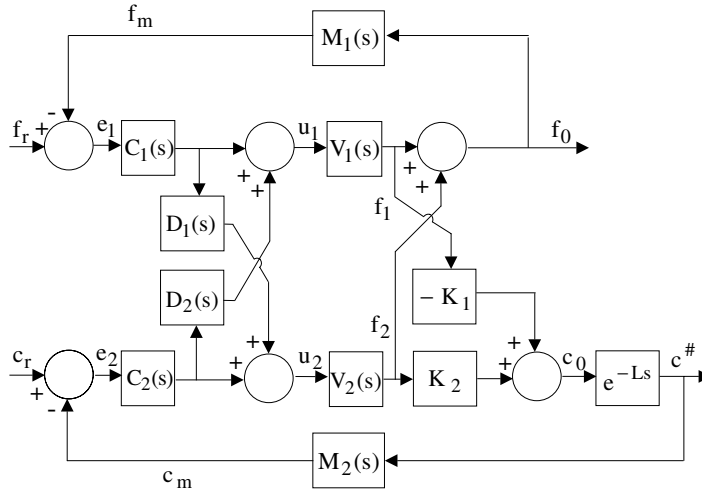 f_m
M_1(s)
-
f_r
+
e_1
C_1(s)
+
+
u_1
V_1(s)
+
+
f_0
f_1
D_1(s)
D_2(s)
f_2
- K_1
+
c_r
+
-
e_2
C_2(s)
+
+
u_2
V_2(s)
K_2
+
c_0
e^{-Ls}
c^#
c_m
M_2(s)